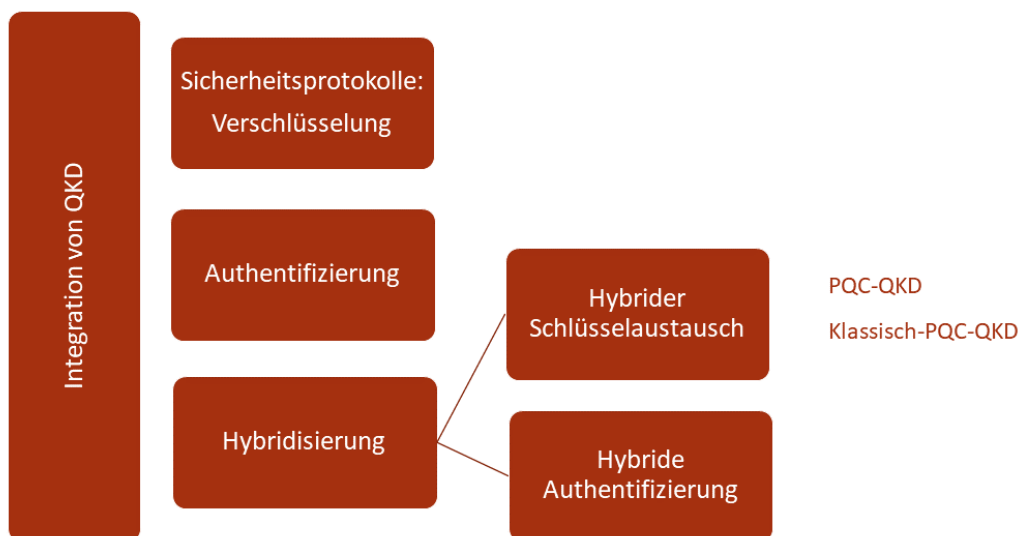 Integration von QKD
Sicherheitsprotokolle:
Verschlüsselung
Authentifizierung
Hybridisierung
Hybrider
Schlüsselaustausch
PQC-QKD
Klassisch-PQC-QKD
Hybride
Authentifizierung